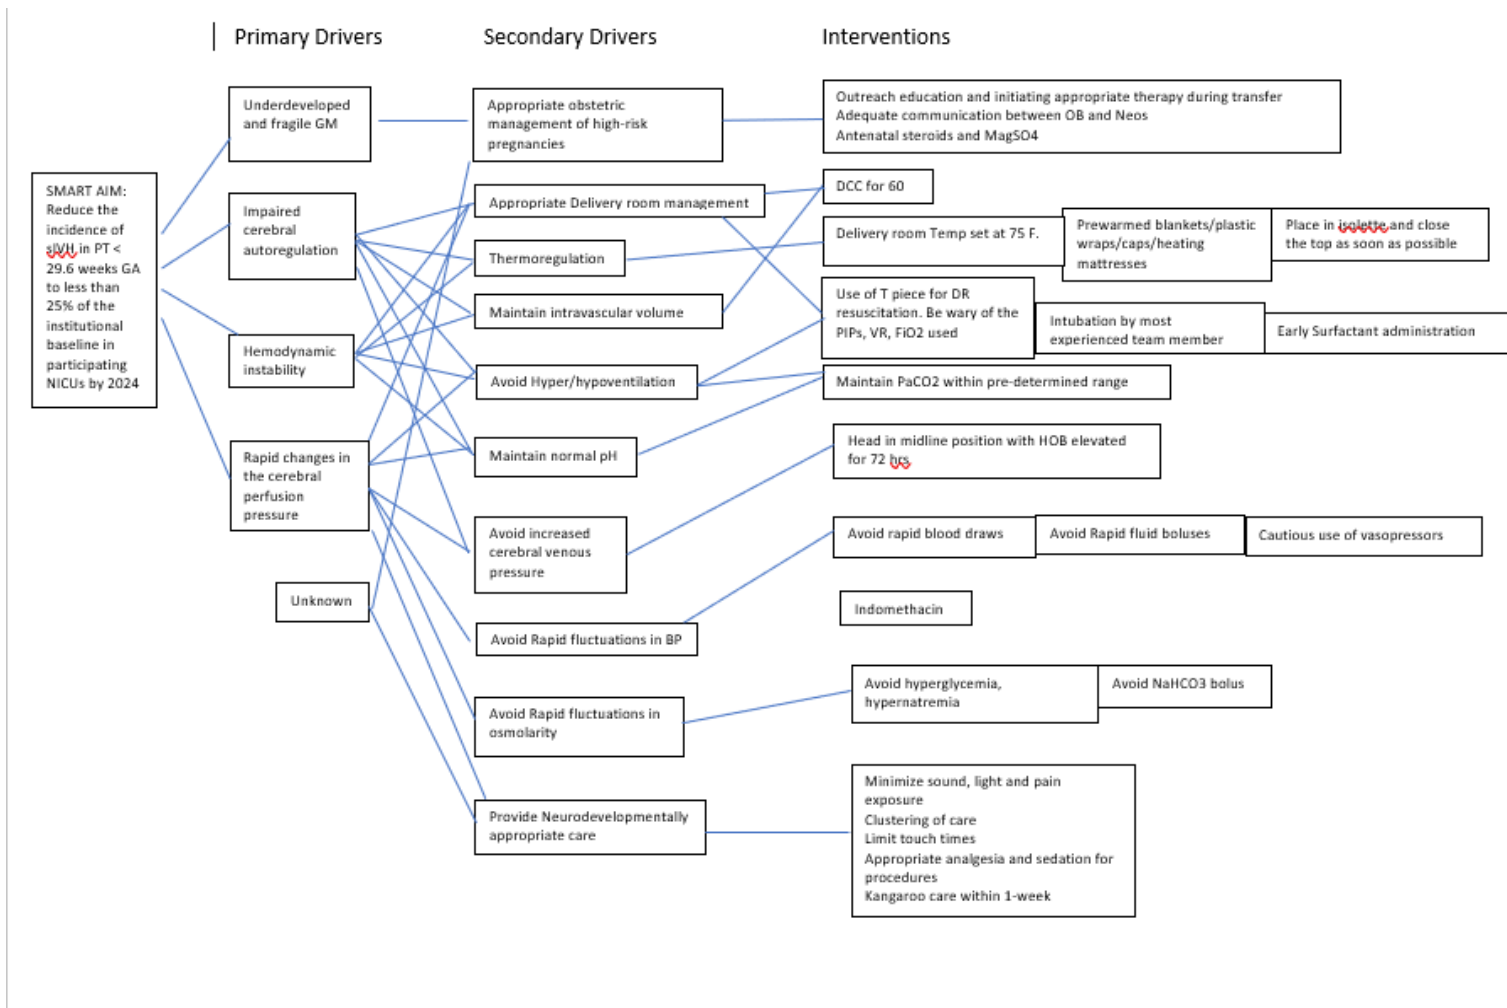 Primary Drivers
Secondary Drivers
Interventions
SMART AIM:
Reduce the
incidence of
sIVH in PT <
29.6 weeks GA
to less than
25% of the
institutional
baseline in
participating
NICUs by 2024
Underdeveloped
and fragile GM
Impaired
cerebral
autoregulation
Hemodynamic
instability
Rapid changes in
the cerebral
perfusion
pressure
Unknown
Appropriate obstetric
management of high-risk
pregnancies
Appropriate Delivery room management
Thermoregulation
Maintain intravascular volume
Avoid Hyper/hypoventilation
Maintain normal pH
Avoid increased
cerebral venous
pressure
Avoid Rapid fluctuations in BP
Avoid Rapid fluctuations in
osmolarity
Provide Neurodevelopmentally
appropriate care
Outreach education and initiating appropriate therapy during transfer
Adequate communication between OB and Neos
Antenatal steroids and MagSO4
DCC for 60
Delivery room Temp set at 75 F.
Prewarmed blankets/plastic
wraps/caps/heating
mattresses
Place in isolette and close
the top as soon as possible
Use of T piece for DR
resuscitation. Be wary of the
PIPs, VR, FiO2 used
Intubation by most
experienced team member
Early Surfactant administration
Maintain PaCO2 within pre-determined range
Head in midline position with HOB elevated
for 72 hrs
Avoid rapid blood draws
Avoid Rapid fluid boluses
Cautious use of vasopressors
Indomethacin
Avoid hyperglycemia,
hypernatremia
Avoid NaHCO3 bolus
Minimize sound, light and pain
exposure
Clustering of care
Limit touch times
Appropriate analgesia and sedation for
procedures
Kangaroo care within 1-week